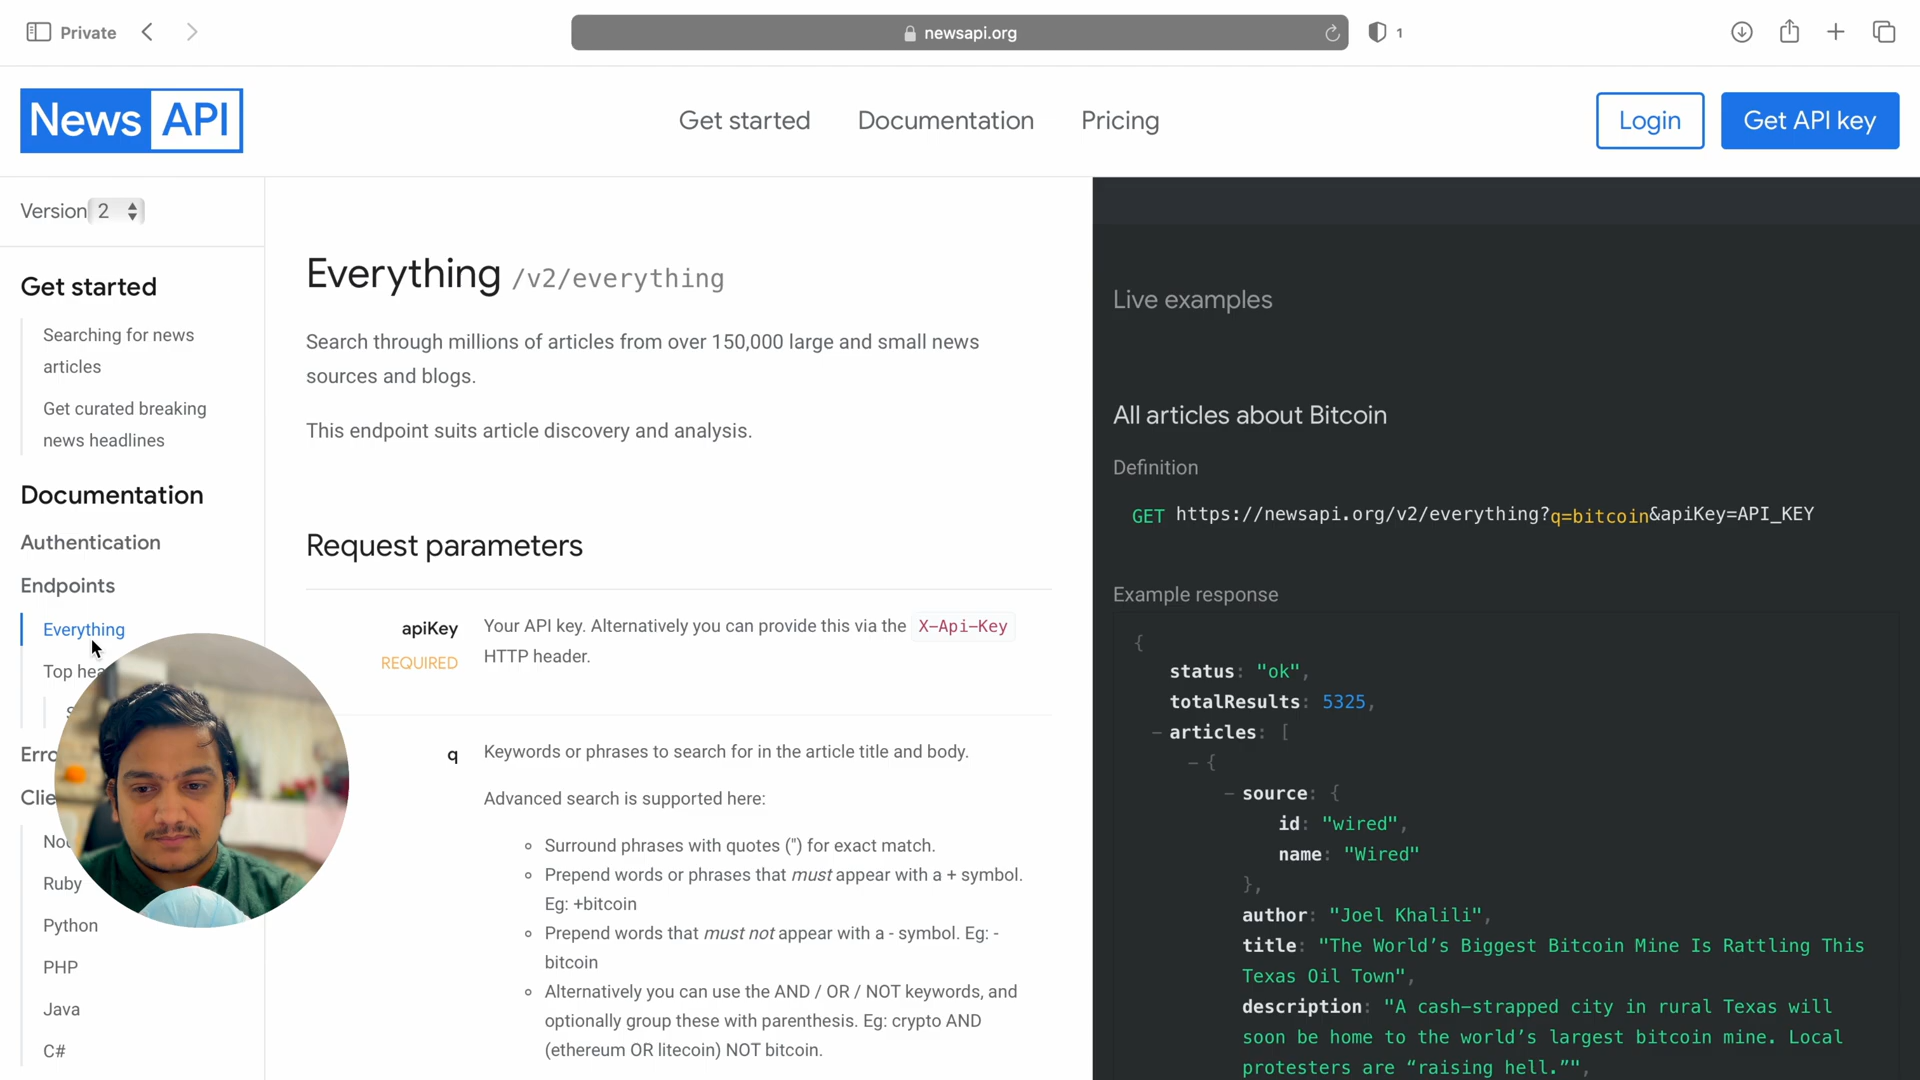 Private
newsapi.org
1
News API
Get started
Documentation
Pricing
Login
Get API key
Version 2
Get started
Searching for news
articles
Get curated breaking
news headlines
Documentation
Authentication
Endpoints
Everything
Top
Ruby
Python
PHP
Java
C#
Everything /v2/everything
Search through millions of articles from over 150,000 large and small news
sources and blogs.
This endpoint suits article discovery and analysis.
Request parameters
apiKey
REQUIRED
Your API key. Alternatively you can provide this via the X-Api-Key
HTTP header.
q
Keywords or phrases to search for in the article title and body.
Advanced search is supported here:
Surround phrases with quotes (") for exact match.
Prepend words or phrases that must appear with a + symbol.
Eg: +bitcoin
Prepend words that must not appear with a - symbol. Eg: -
bitcoin
Alternatively you can use the AND / OR / NOT keywords, and
optionally group these with parenthesis. Eg: crypto AND
(ethereum OR litecoin) NOT bitcoin.
Live examples
All articles about Bitcoin
Definition
GET https://newsapi.org/v2/everything?q=bitcoin&apiKey=API_KEY
Example response
{
status: "ok",
totalResults: 5325,
– articles: [
– {
– source: {
id: "wired",
name: "Wired"
},
author: "Joel Khalili",
title: "The World’s Biggest Bitcoin Mine Is Rattling This
Texas Oil Town",
description: "A cash-strapped city in rural Texas will
soon be home to the world’s largest bitcoin mine. Local
protesters are “raising hell.”",